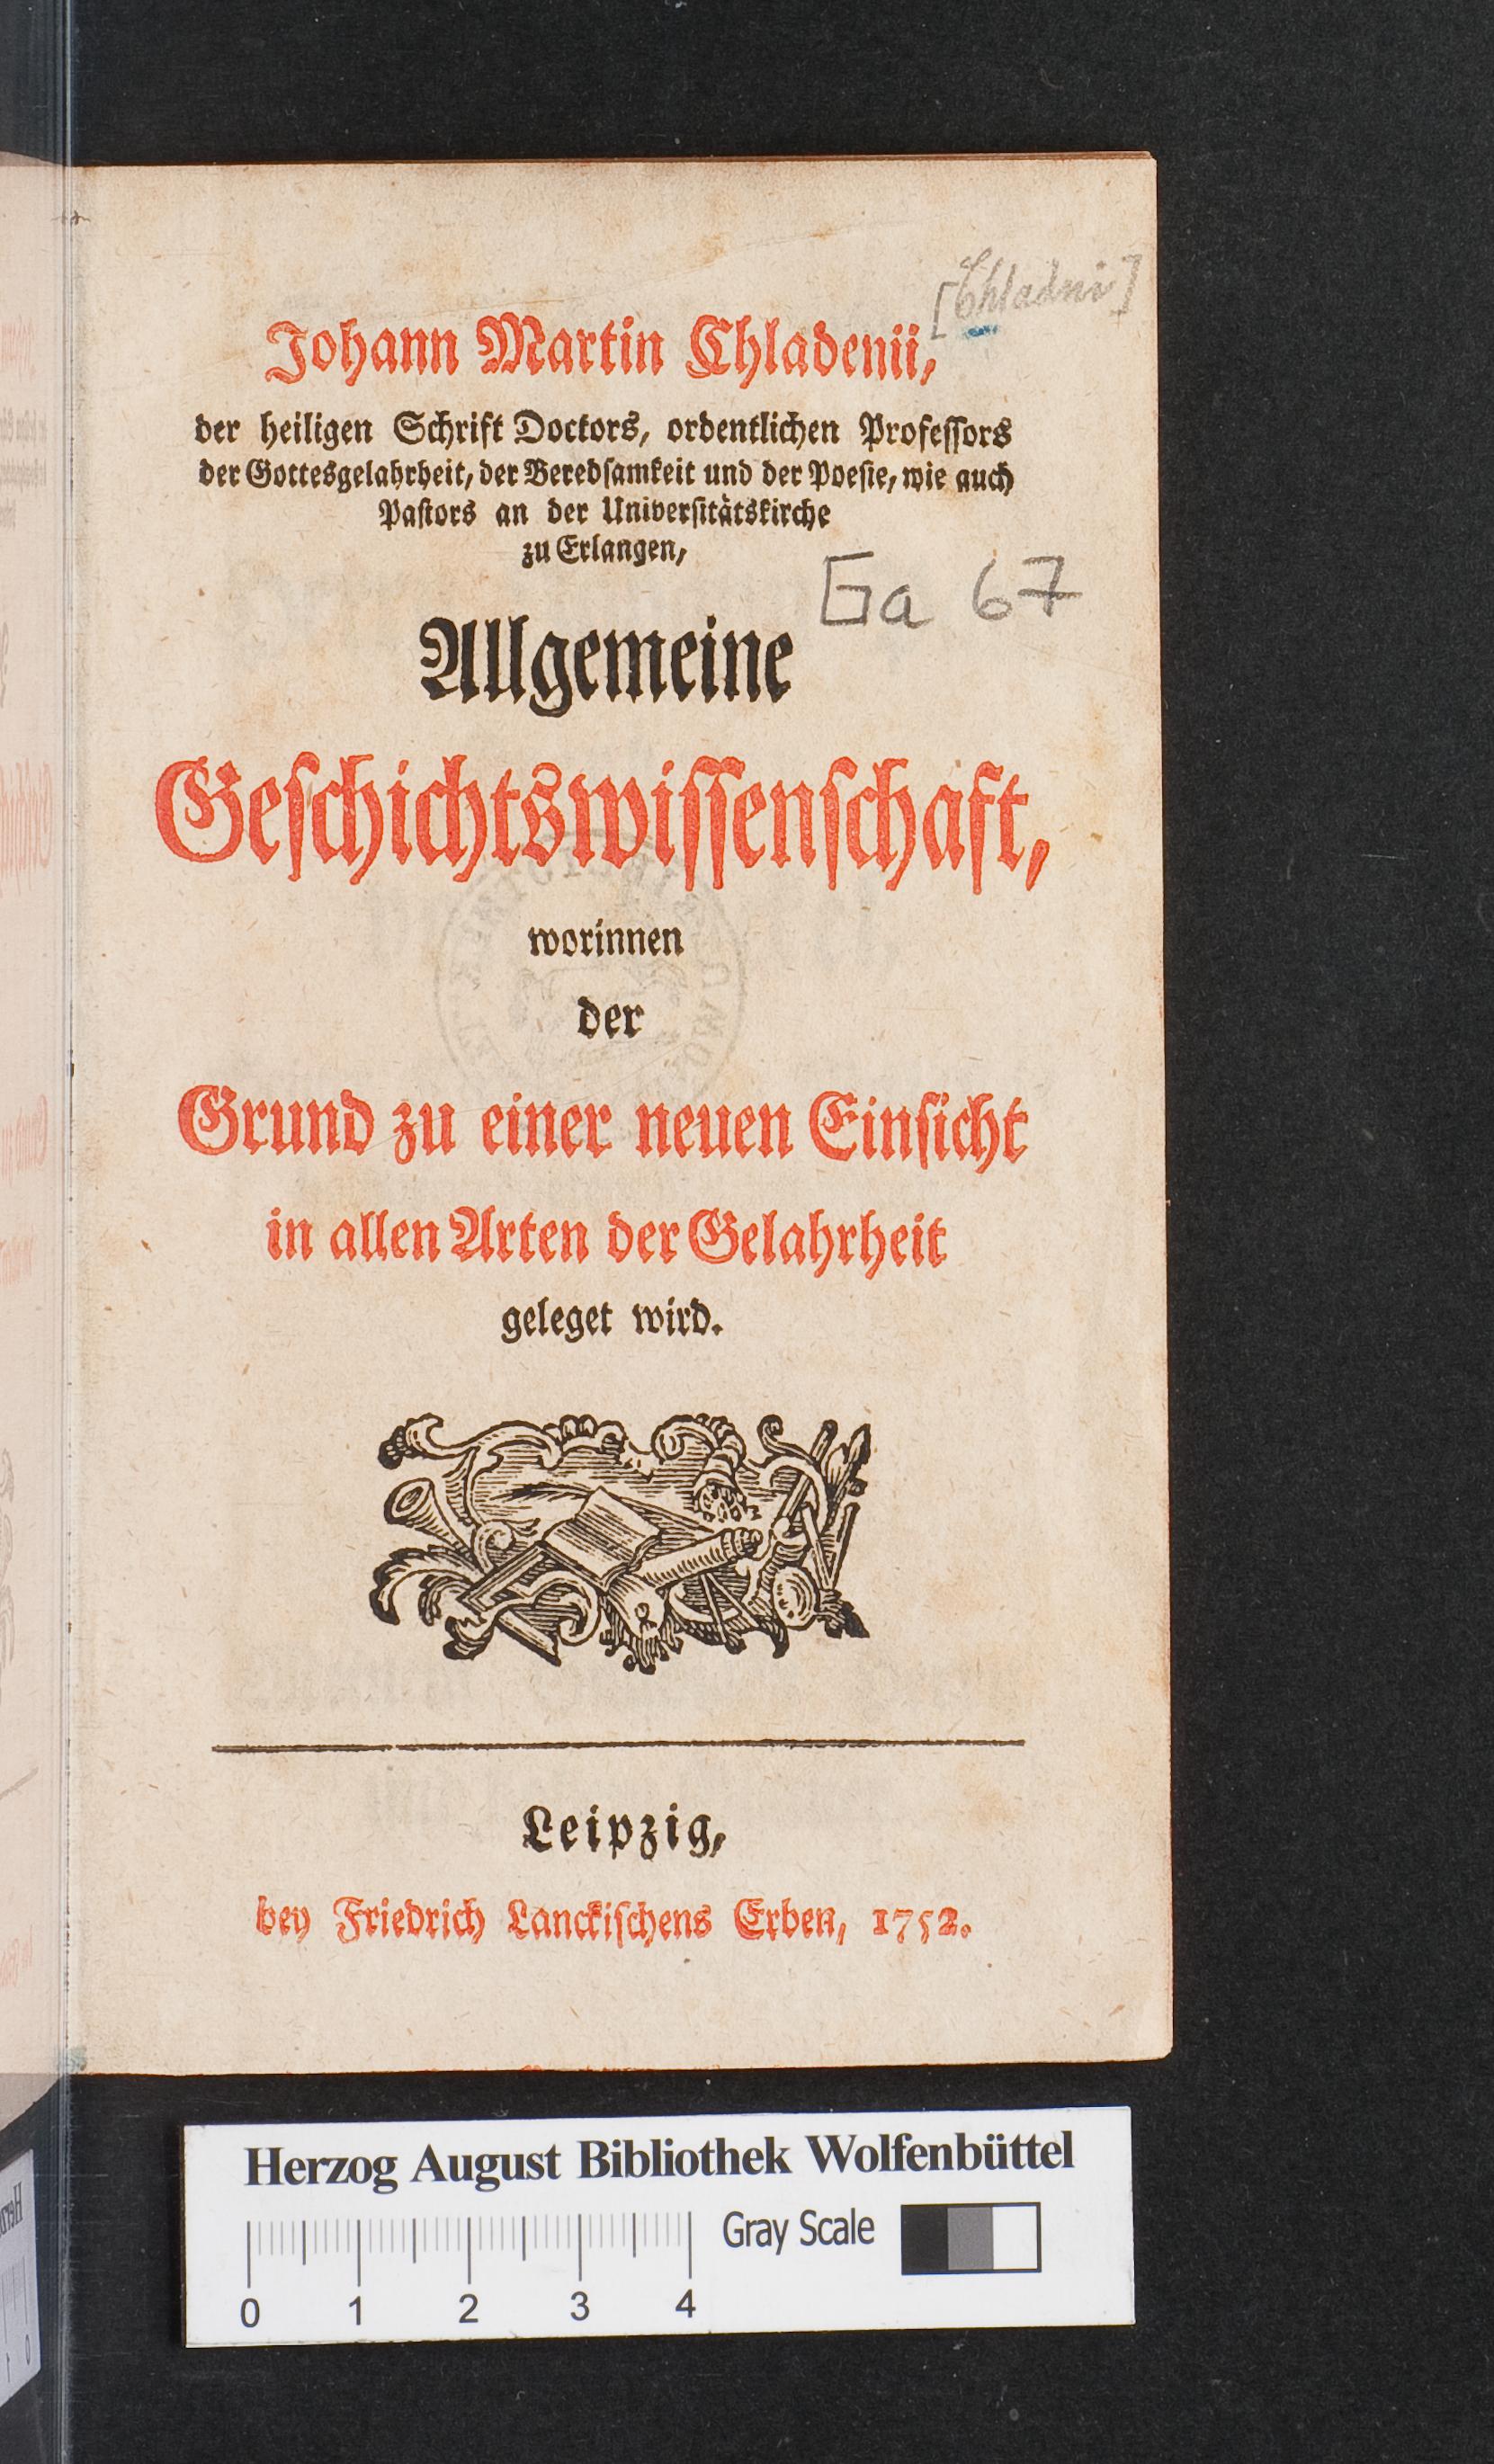 [Chladni]
Johann Martin Chladenii,
der heiligen Schrift Doctors, ordentlichen Professors
der Gottesgelahrheit, der Beredsamkeit und der Poesie, wie auch
Pastors an der Universitätskirche
zu Erlangen,
Ga 67
Allgemeine
Geschichtswissenschaft,
worinnen
der
Grund zu einer neuen Einsicht
in allen Arten der Gelahrheit
geleget wird.
Leipzig,
bey Friedrich Lanckischens Erben, 1752.
Herzog August Bibliothek Wolfenbüttel
Gray Scale
0 1 2 3 4